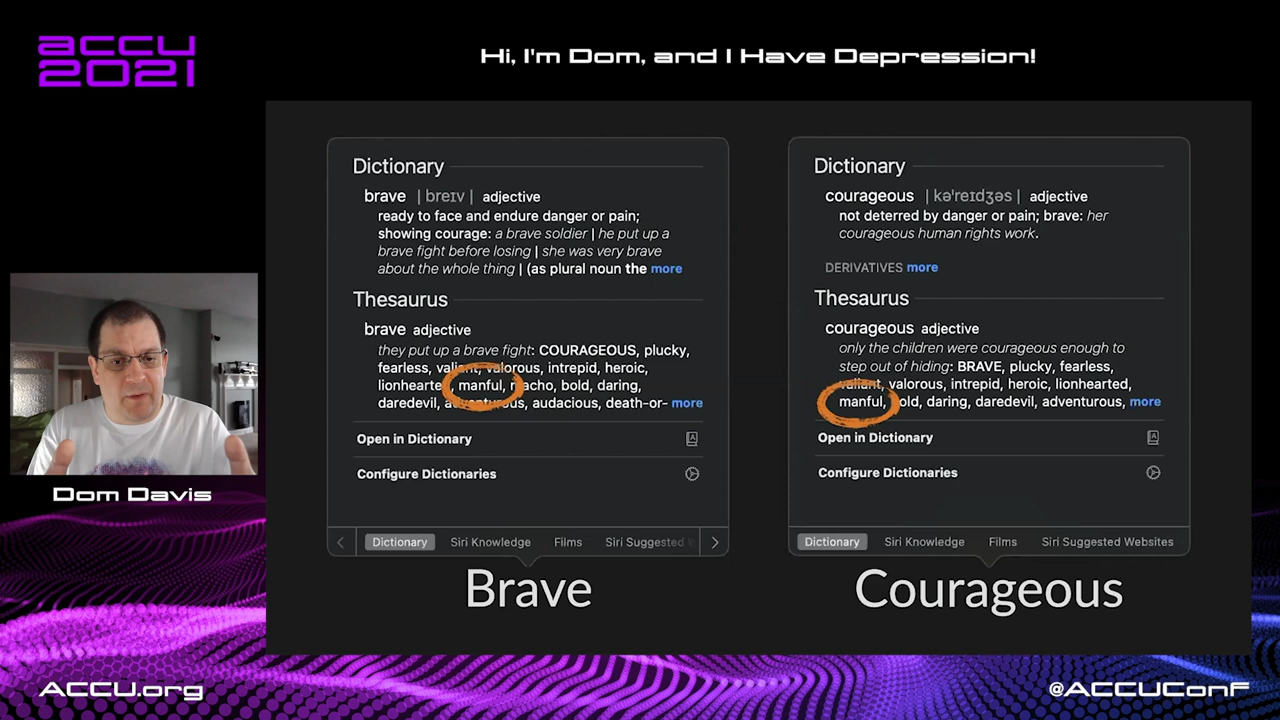 accu
2021
Hi, I'm Dom, and I Have Depression!
Dictionary
brave | breɪv | adjective
ready to face and endure danger or pain;
showing courage: a brave soldier | he put up a
brave fight before losing | she was very brave
about the whole thing | (as plural noun the more
Thesaurus
brave adjective
they put up a brave fight: COURAGEOUS, plucky,
fearless, valiant, valorous, intrepid, heroic,
lionhearted, manful, macho, bold, daring,
daredevil, adventurous, audacious, death-or- more
Open in Dictionary
Configure Dictionaries
Dictionary
Siri Knowledge
Films
Siri Suggested W
Brave
Dictionary
courageous | kəˈreɪdʒəs | adjective
not deterred by danger or pain; brave: her
courageous human rights work.
DERIVATIVES more
Thesaurus
courageous adjective
only the children were courageous enough to
step out of hiding: BRAVE, plucky, fearless,
valiant, valorous, intrepid, heroic, lionhearted,
manful, bold, daring, daredevil, adventurous, more
Open in Dictionary
Configure Dictionaries
Dictionary
Siri Knowledge
Films
Siri Suggested Websites
Courageous
Dom Davis
ACCU.org
@ACCUConf